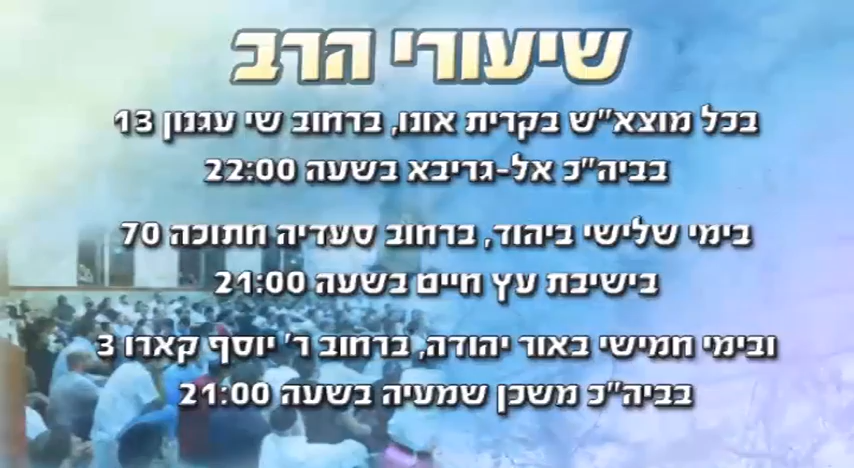 שיעורי הרב
בכל מוצא"ש בקרית אונו, ברחוב שי עגנון 13
בביה"כ אל-גריבא בשעה 22:00
בימי שלישי ביהוד, ברחוב סעדיה חתוכה 70
בישיבת עץ חיים בשעה 21:00
ובימי חמישי באור יהודה, ברחוב ר' יוסף קארו 3
בביה"כ משכן שמעיה בשעה 21:00